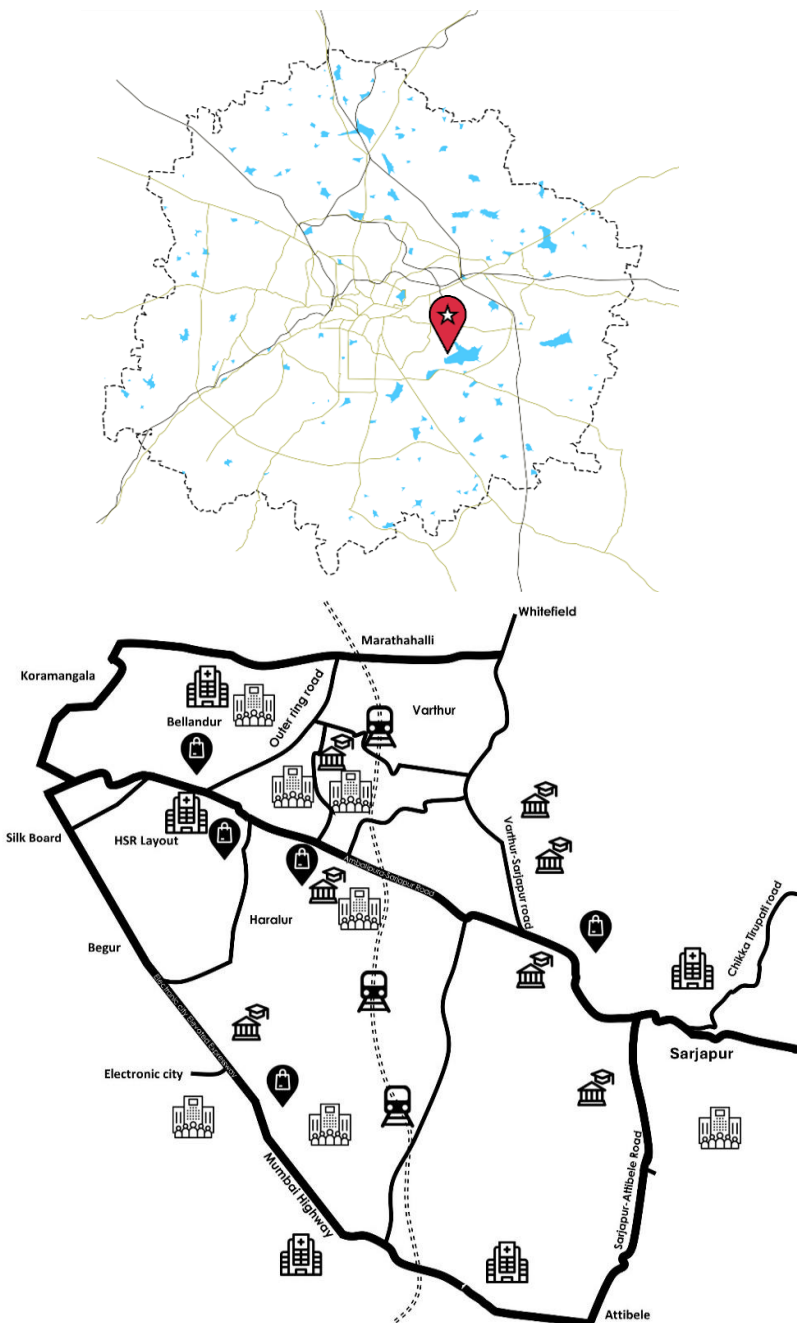 Whitefield
Marathahalli
Koramangala
Outer ring road
Varthur
Bellandur
Silk Board
HSR Layout
Ambalipura-Sarjapur Road
Varthur-Sarjapur road
Haralur
Chikka Tirupati road
Begur
Electronic city Elevated Expressway
Sarjapur
Electronic city
Mumbai Highway
Sarjapur-Attibele Road
Attibele